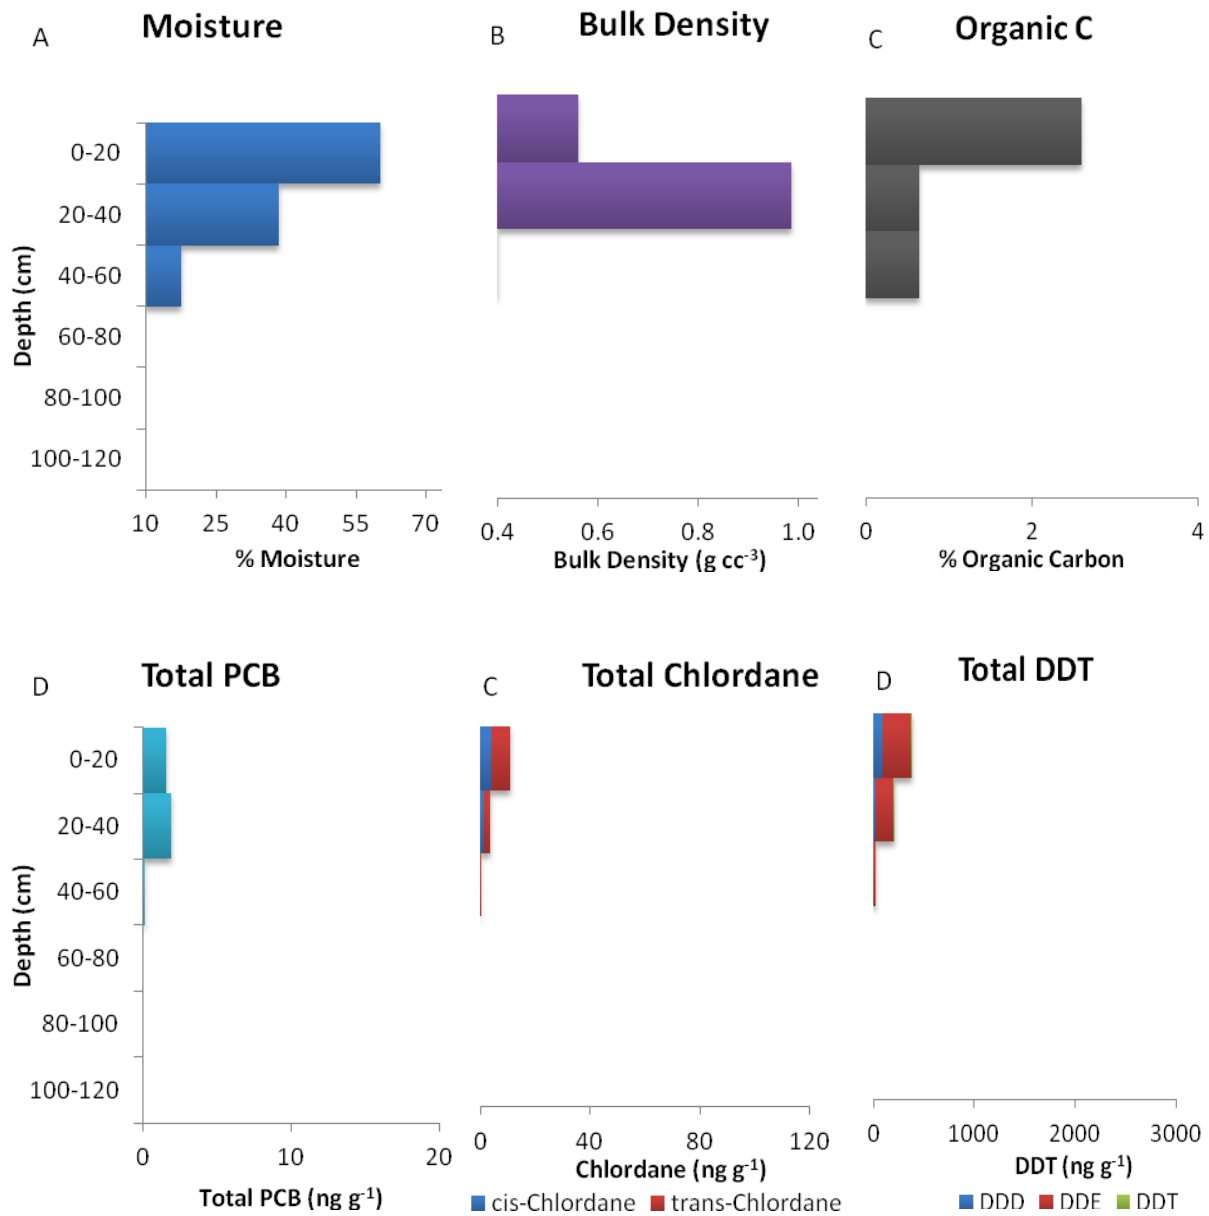 A
Moisture
0-20
20-40
40-60
60-80
80-100
100-120
Depth (cm)
10 25 40 55 70
% Moisture
B
Bulk Density
0.4 0.6 0.8 1.0
Bulk Density (g cc⁻³)
C
Organic C
0 2 4
% Organic Carbon
D
Total PCB
0-20
20-40
40-60
60-80
80-100
100-120
Depth (cm)
0 10 20
Total PCB (ng g⁻¹)
C
Total Chlordane
0 40 80 120
Chlordane (ng g⁻¹)
cis-Chlordane trans-Chlordane
D
Total DDT
0 1000 2000 3000
DDT (ng g⁻¹)
DDD DDE DDT